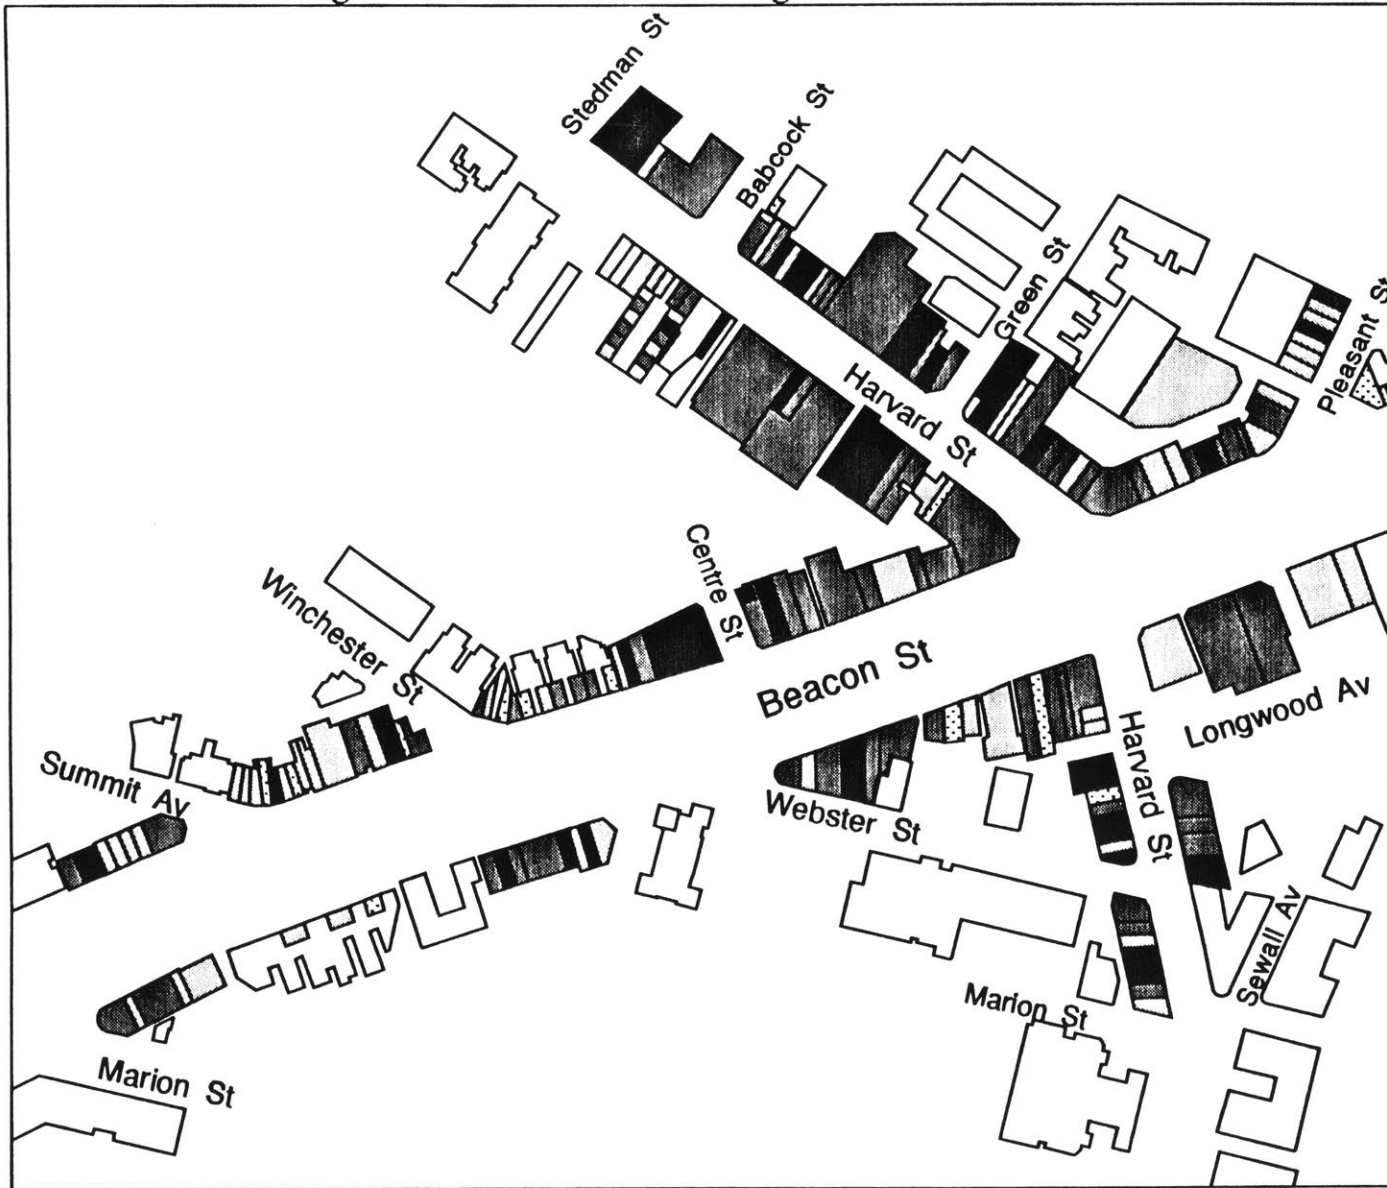 Stedman St
Babcock St
Green St
Pleasant St
Harvard St
Centre St
Winchester St
Beacon St
Summit Av
Harvard St
Longwood Av
Webster St
Sewall Av
Marion St
Marion St